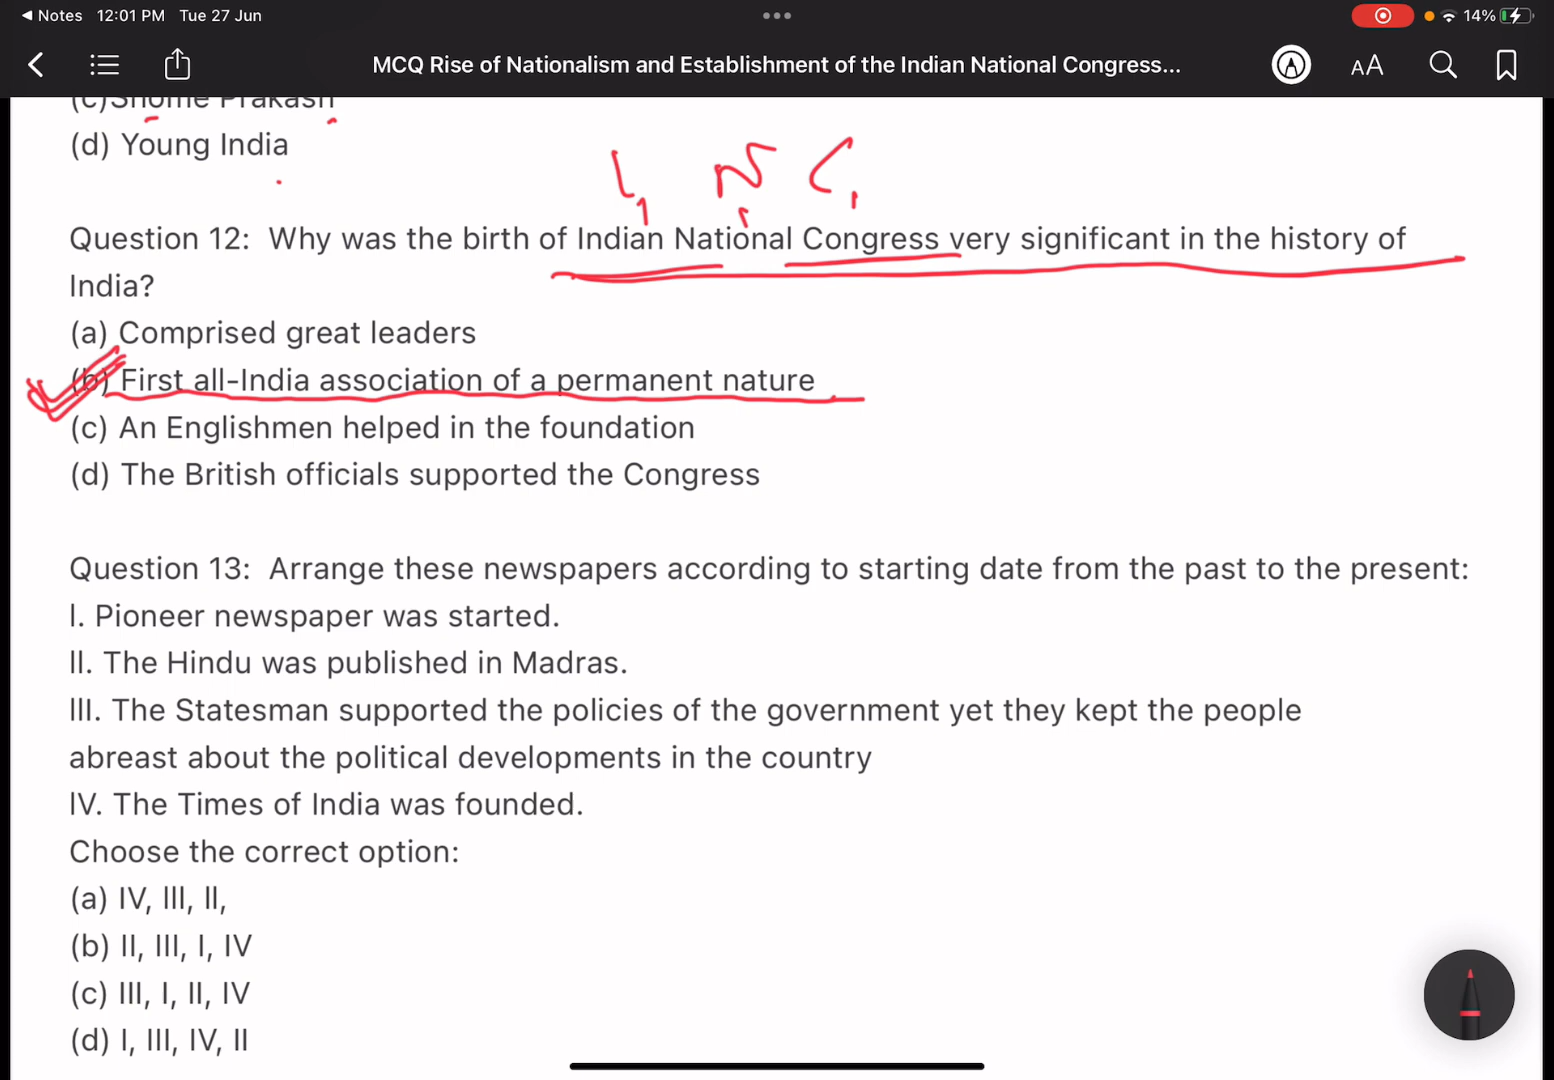 ◀ Notes 12:01 PM Tue 27 Jun
14%
MCQ Rise of Nationalism and Establishment of the Indian National Congress...
AA
(c)Shome Prakash
(d) Young India
I N C
Question 12: Why was the birth of Indian National Congress very significant in the history of
India?
(a) Comprised great leaders
(b) First all-India association of a permanent nature
(c) An Englishmen helped in the foundation
(d) The British officials supported the Congress
Question 13: Arrange these newspapers according to starting date from the past to the present:
I. Pioneer newspaper was started.
II. The Hindu was published in Madras.
III. The Statesman supported the policies of the government yet they kept the people
abreast about the political developments in the country
IV. The Times of India was founded.
Choose the correct option:
(a) IV, III, II,
(b) II, III, I, IV
(c) III, I, II, IV
(d) I, III, IV, II